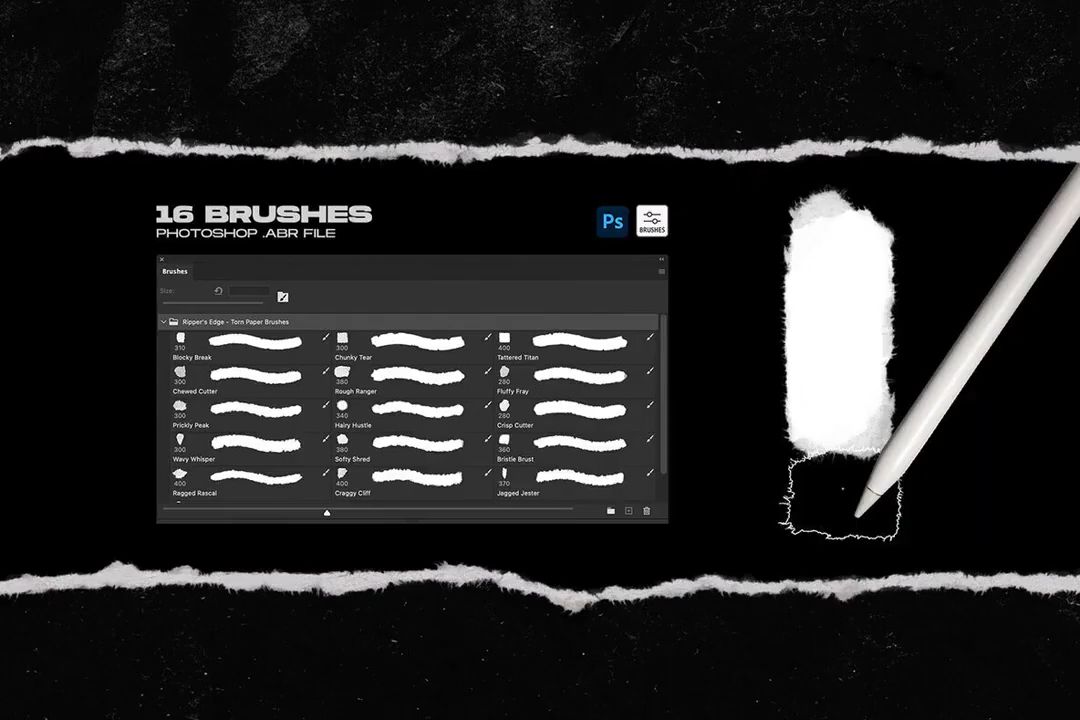 16 BRUSHES
PHOTOSHOP .ABR FILE
Ps
BRUSHES
Brushes
Size:
Ripper's Edge - Torn Paper Brushes
310
300
400
Blocky Break
Chunky Tear
Tattered Titan
300
380
280
Chewed Cutter
Rough Ranger
Fluffy Fray
300
340
280
Prickly Peak
Hairy Hustle
Crisp Cutter
300
380
360
Wavy Whisper
Softy Shred
Bristle Brust
400
400
370
Ragged Rascal
Craggy Cliff
Jagged Jester